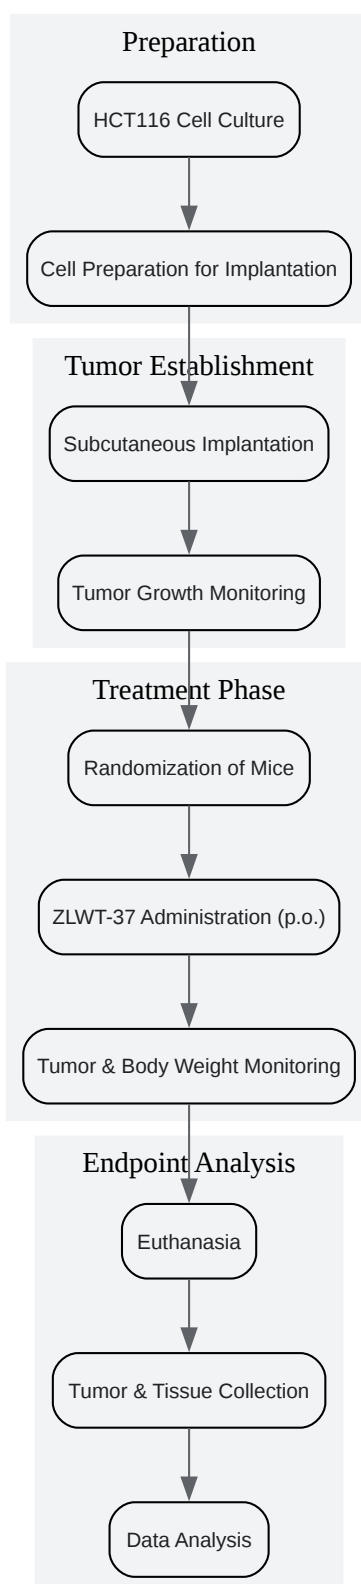 Preparation
HCT116 Cell Culture
Cell Preparation for Implantation
Tumor Establishment
Subcutaneous Implantation
Tumor Growth Monitoring
Treatment Phase
Randomization of Mice
ZLWT-37 Administration (p.o.)
Tumor & Body Weight Monitoring
Endpoint Analysis
Euthanasia
Tumor & Tissue Collection
Data Analysis